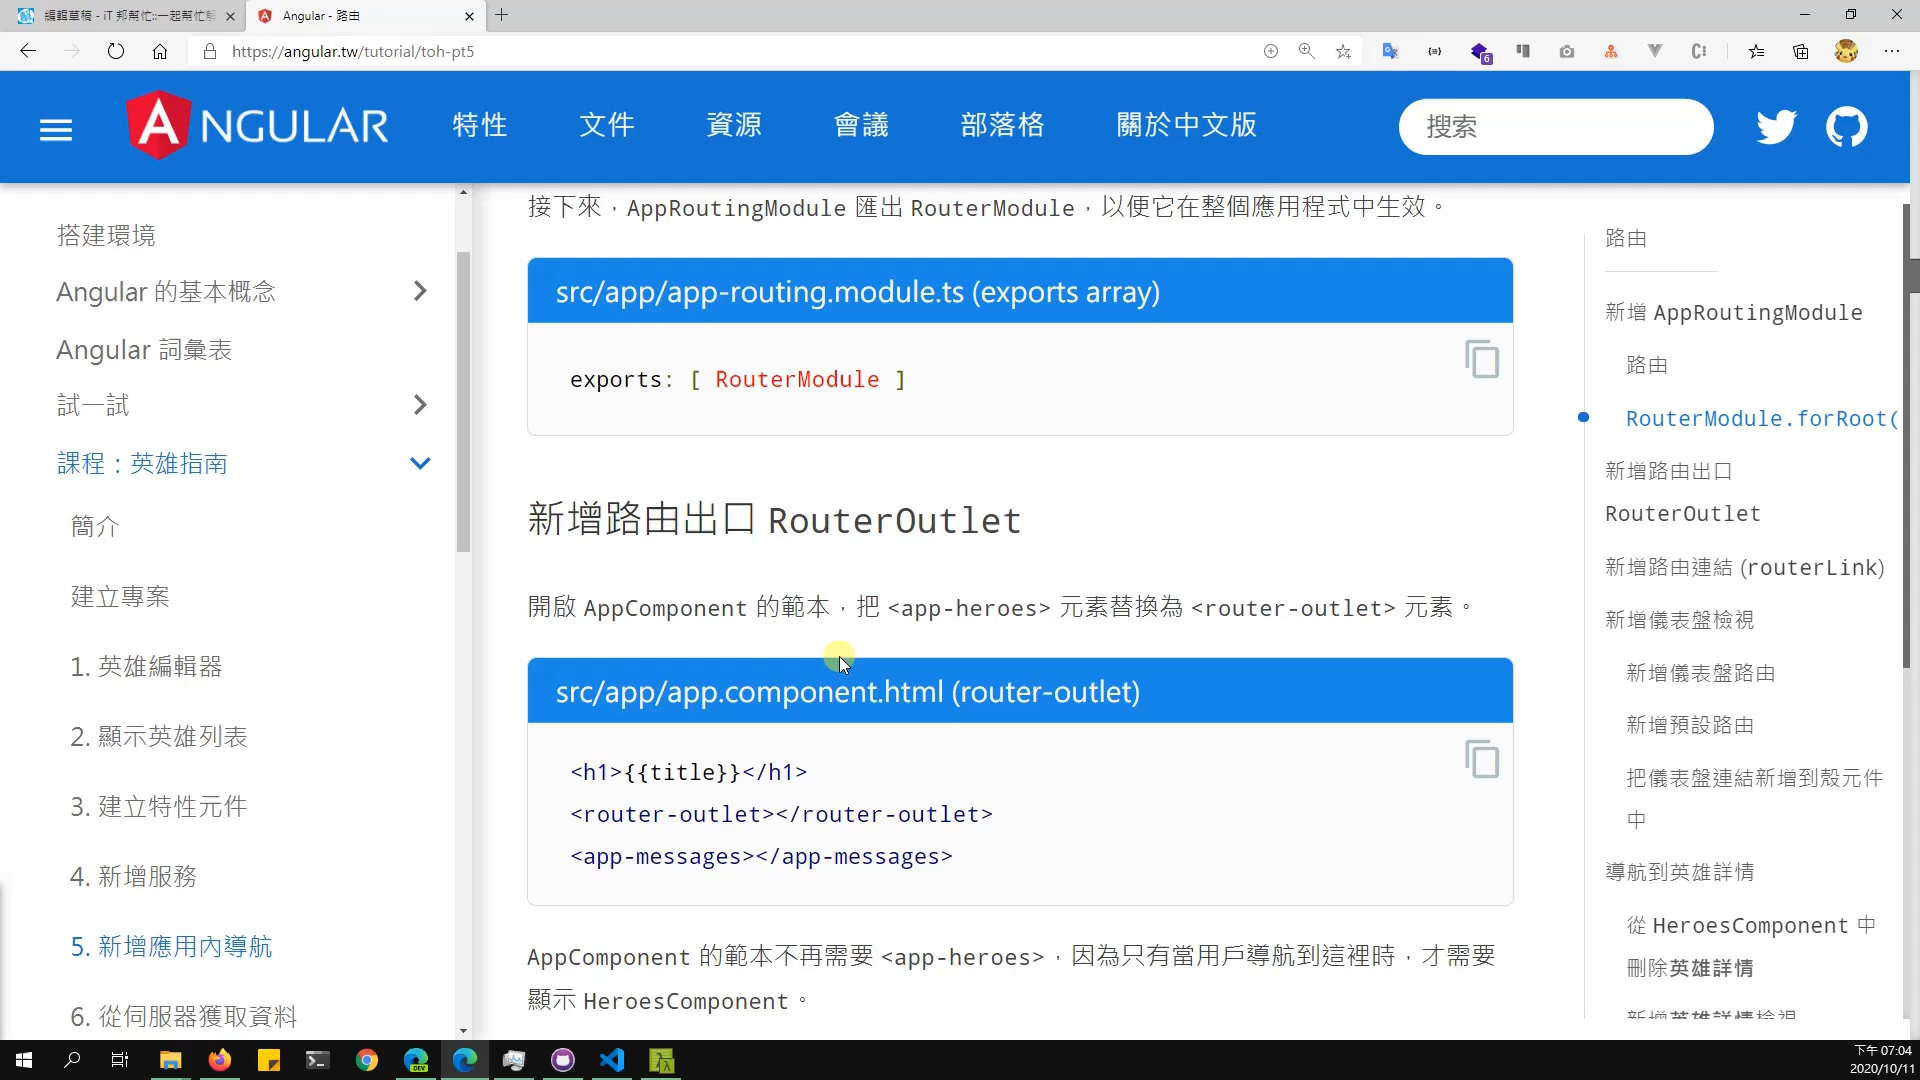 編輯草稿 - iT 邦幫忙::一起幫忙解
Angular - 路由
https://angular.tw/tutorial/toh-pt5
6
ANGULAR
特性
文件
資源
會議
部落格
關於中文版
搜索
搭建環境
Angular 的基本概念
Angular 詞彙表
試一試
課程：英雄指南
簡介
建立專案
1. 英雄編輯器
2. 顯示英雄列表
3. 建立特性元件
4. 新增服務
5. 新增應用內導航
6. 從伺服器獲取資料
接下來，AppRoutingModule 匯出 RouterModule，以便它在整個應用程式中生效。
src/app/app-routing.module.ts (exports array)
exports: [ RouterModule ]
新增路由出口 RouterOutlet
開啟 AppComponent 的範本，把 <app-heroes> 元素替換為 <router-outlet> 元素。
src/app/app.component.html (router-outlet)
<h1>{{title}}</h1>
<router-outlet></router-outlet>
<app-messages></app-messages>
AppComponent 的範本不再需要 <app-heroes>，因為只有當用戶導航到這裡時，才需要
顯示 HeroesComponent。
路由
新增 AppRoutingModule
路由
RouterModule.forRoot(
新增路由出口
RouterOutlet
新增路由連結 (routerLink)
新增儀表盤檢視
新增儀表盤路由
新增預設路由
把儀表盤連結新增到殼元件
中
導航到英雄詳情
從 HeroesComponent 中
刪除英雄詳情
新增英雄詳情檢視
DEV
下午 07:04
2020/10/11